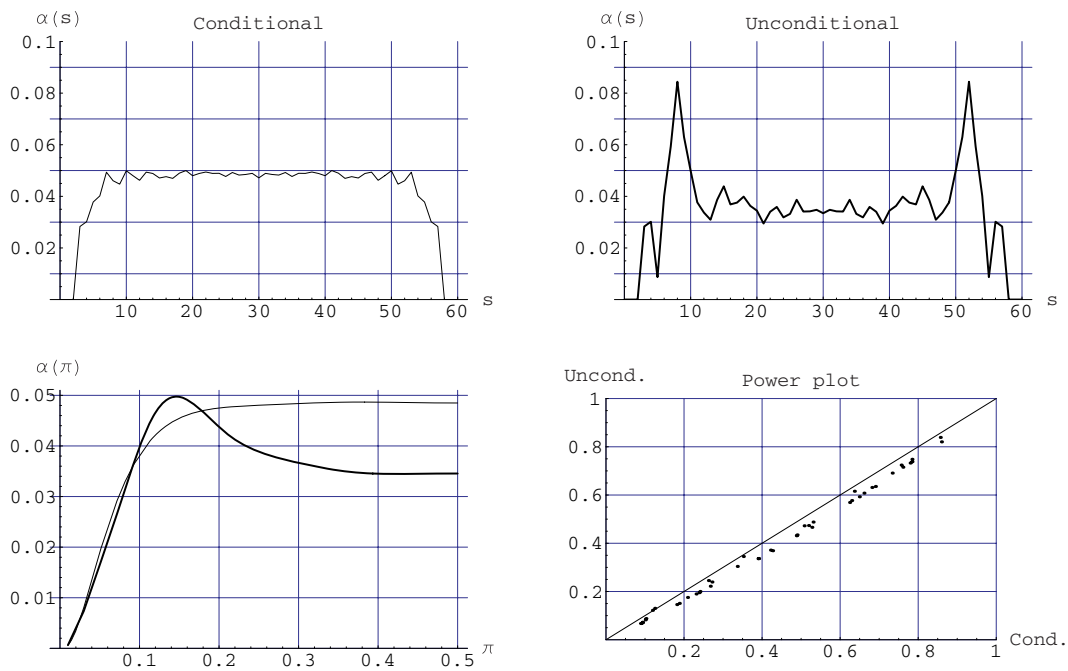 α(s)
Conditional
0.1
0.08
0.06
0.04
0.02
10 20 30 40 50 60 s
α(s)
Unconditional
0.1
0.08
0.06
0.04
0.02
10 20 30 40 50 60 s
α(π)
0.05
0.04
0.03
0.02
0.01
0.1 0.2 0.3 0.4 0.5 π
Uncond.
Power plot
1
0.8
0.6
0.4
0.2
0.2 0.4 0.6 0.8 1 Cond.